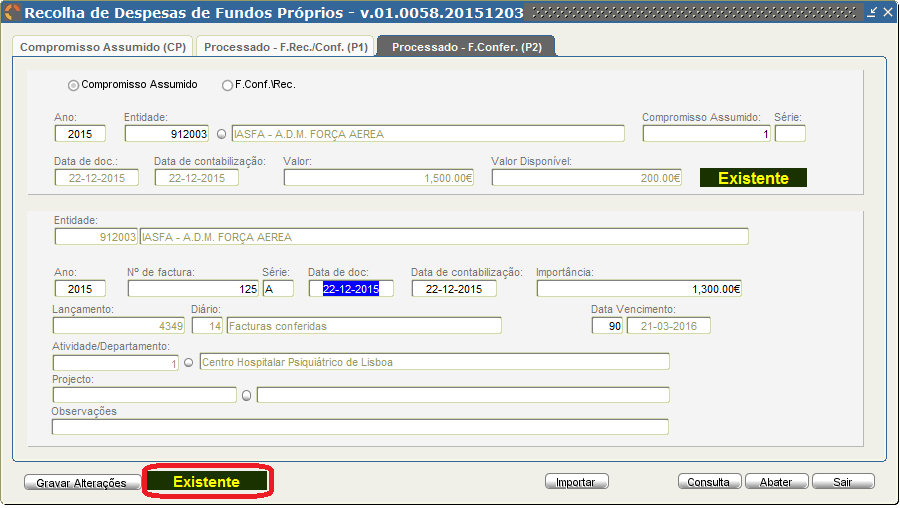 Recolha de Despesas de Fundos Próprios - v.01.0058.20151203
Compromisso Assumido (CP) Processado - F.Rec./Conf. (P1) Processado - F.Confer. (P2)
Compromisso Assumido F.Conf.\Rec.
Ano: Entidade: Compromisso Assumido: Série:
2015 912003 IASFA - A.D.M. FORÇA AEREA 1
Data de doc.: Data de contabilização: Valor: Valor Disponível:
22-12-2015 22-12-2015 1,500.00€ 200.00€ Existente
Entidade:
912003 IASFA - A.D.M. FORÇA AEREA
Ano: Nº de factura: Série: Data de doc: Data de contabilização: Importância:
2015 125 A 22-12-2015 22-12-2015 1,300.00€
Lançamento: Diário: Data Vencimento:
4349 14 Facturas conferidas 90 21-03-2016
Atividade/Departamento:
1 Centro Hospitalar Psiquiátrico de Lisboa
Projecto:
Observações
Gravar Alterações Existente Importar Consulta Abater Sair